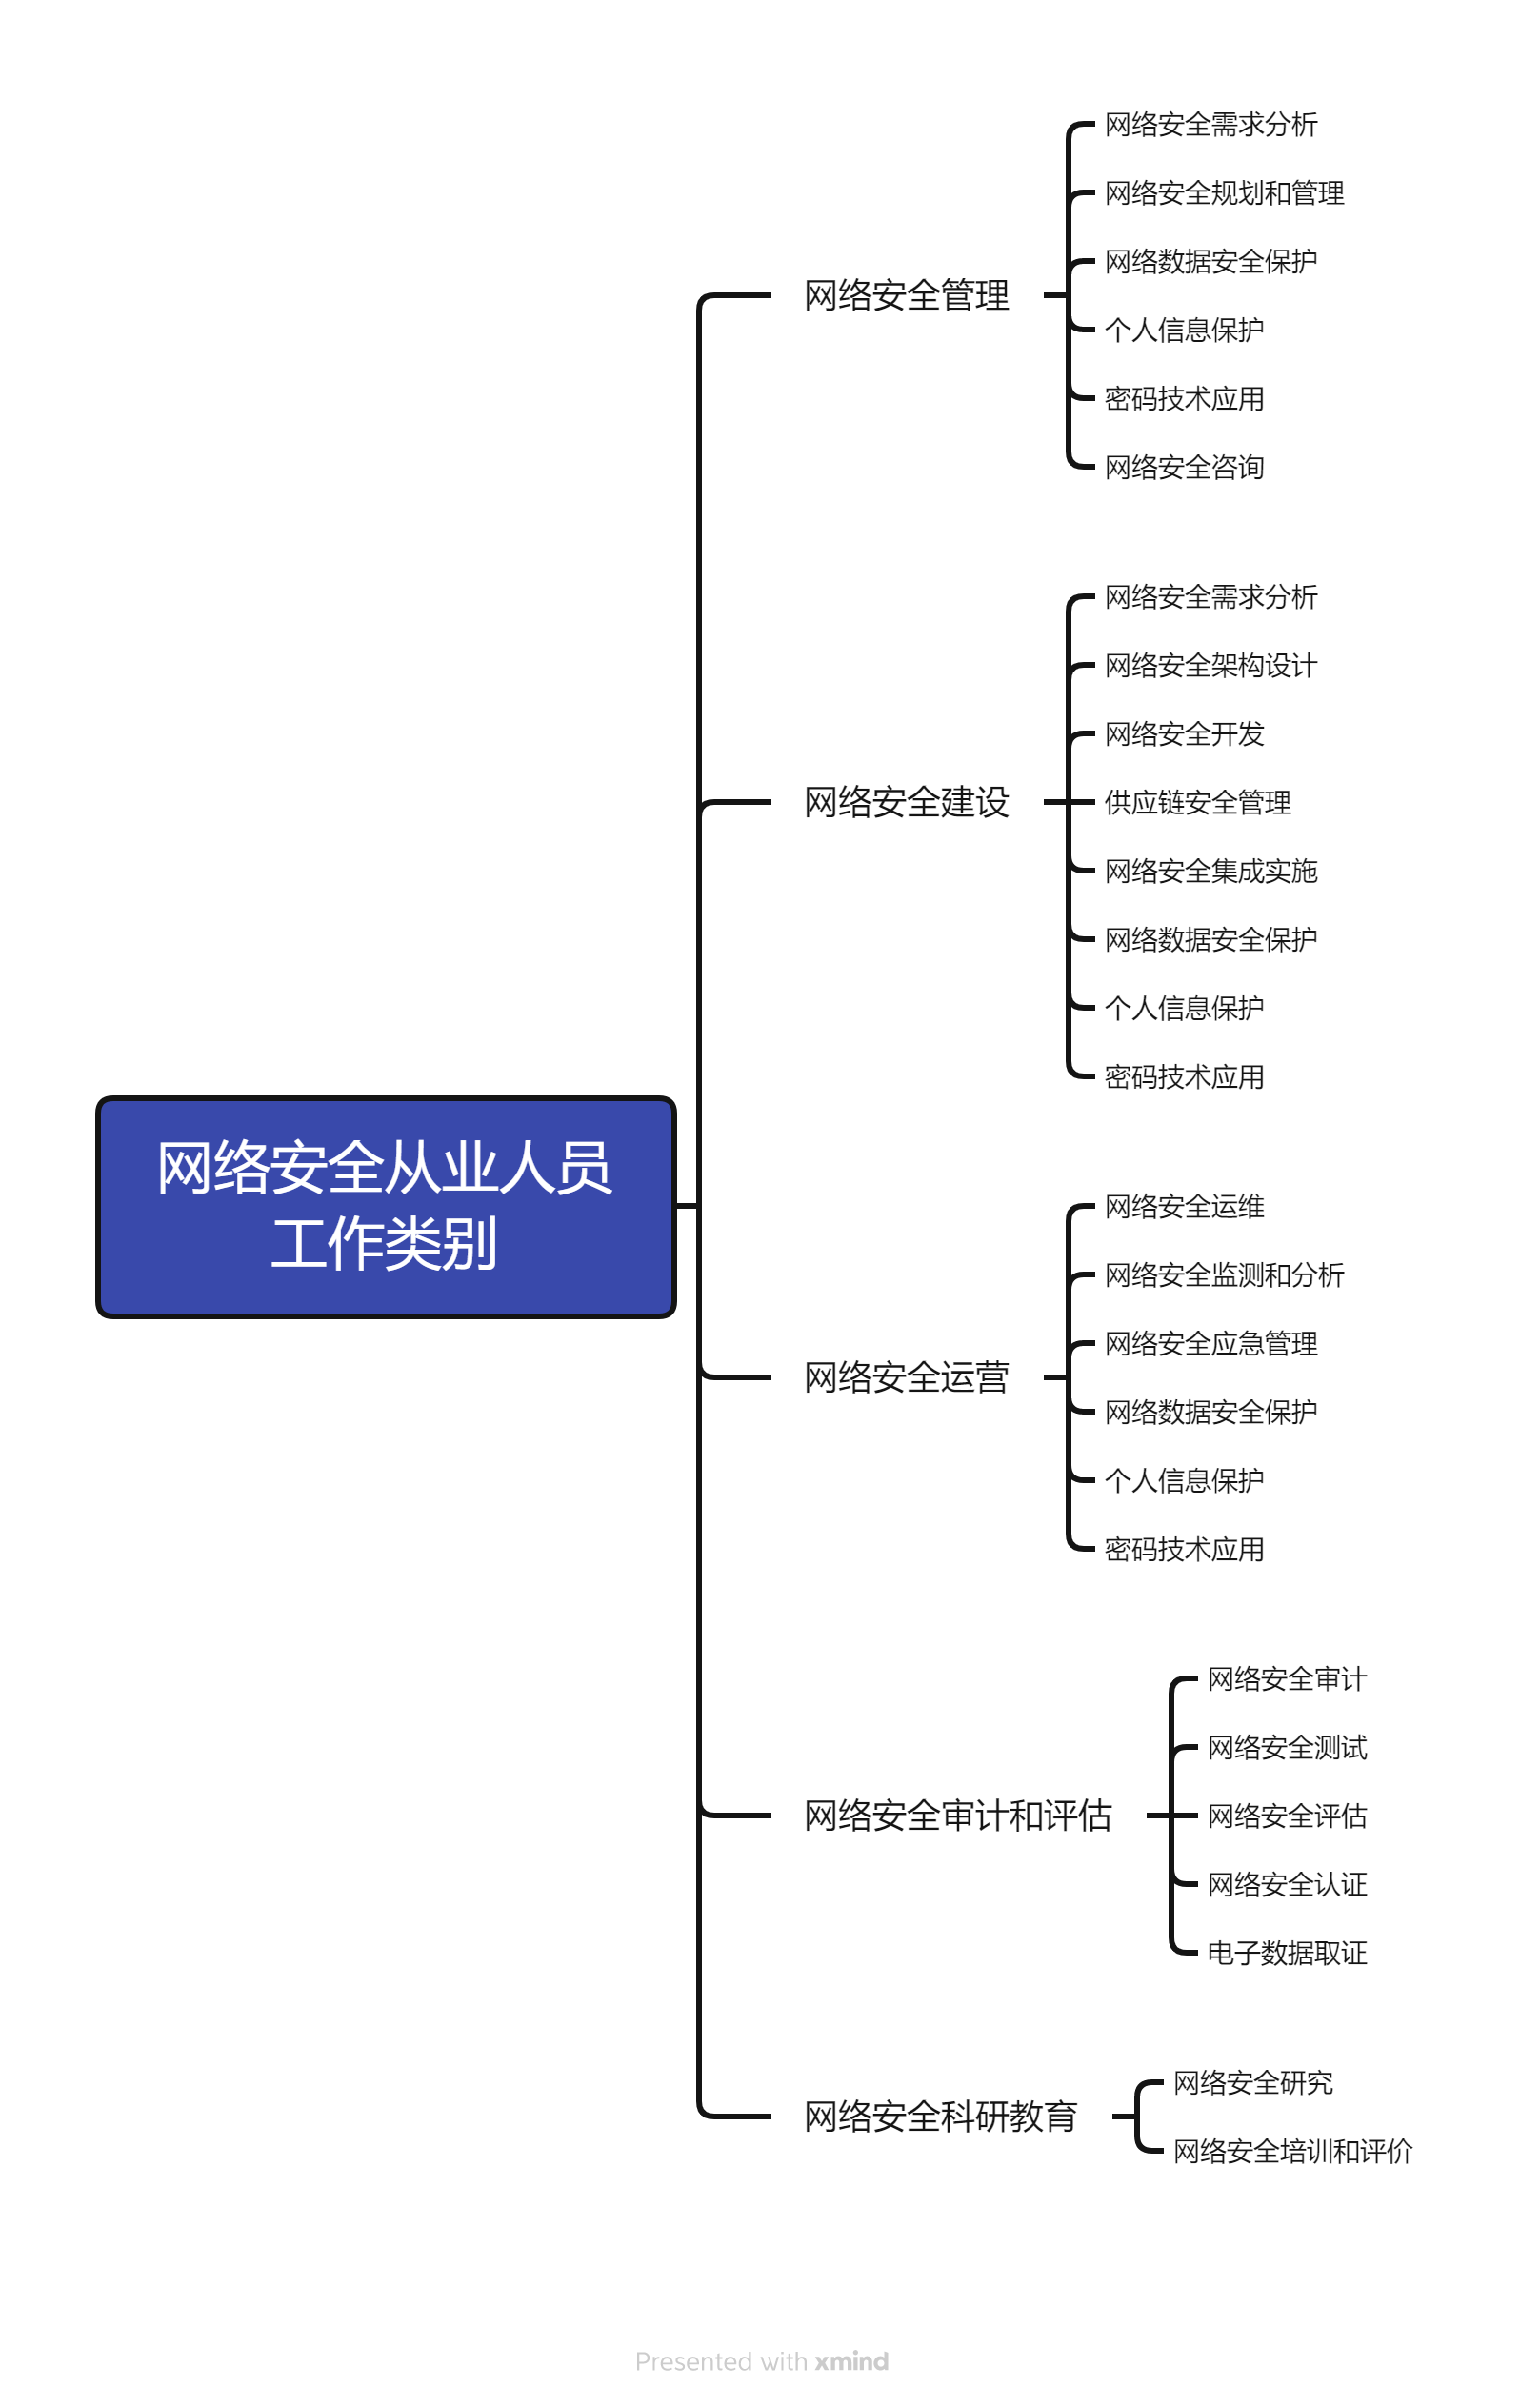 网络安全从业人员
工作类别
网络安全管理
网络安全需求分析
网络安全规划和管理
网络数据安全保护
个人信息保护
密码技术应用
网络安全咨询
网络安全建设
网络安全需求分析
网络安全架构设计
网络安全开发
供应链安全管理
网络安全集成实施
网络数据安全保护
个人信息保护
密码技术应用
网络安全运营
网络安全运维
网络安全监测和分析
网络安全应急管理
网络数据安全保护
个人信息保护
密码技术应用
网络安全审计和评估
网络安全审计
网络安全测试
网络安全评估
网络安全认证
电子数据取证
网络安全科研教育
网络安全研究
网络安全培训和评价
Presented with xmind